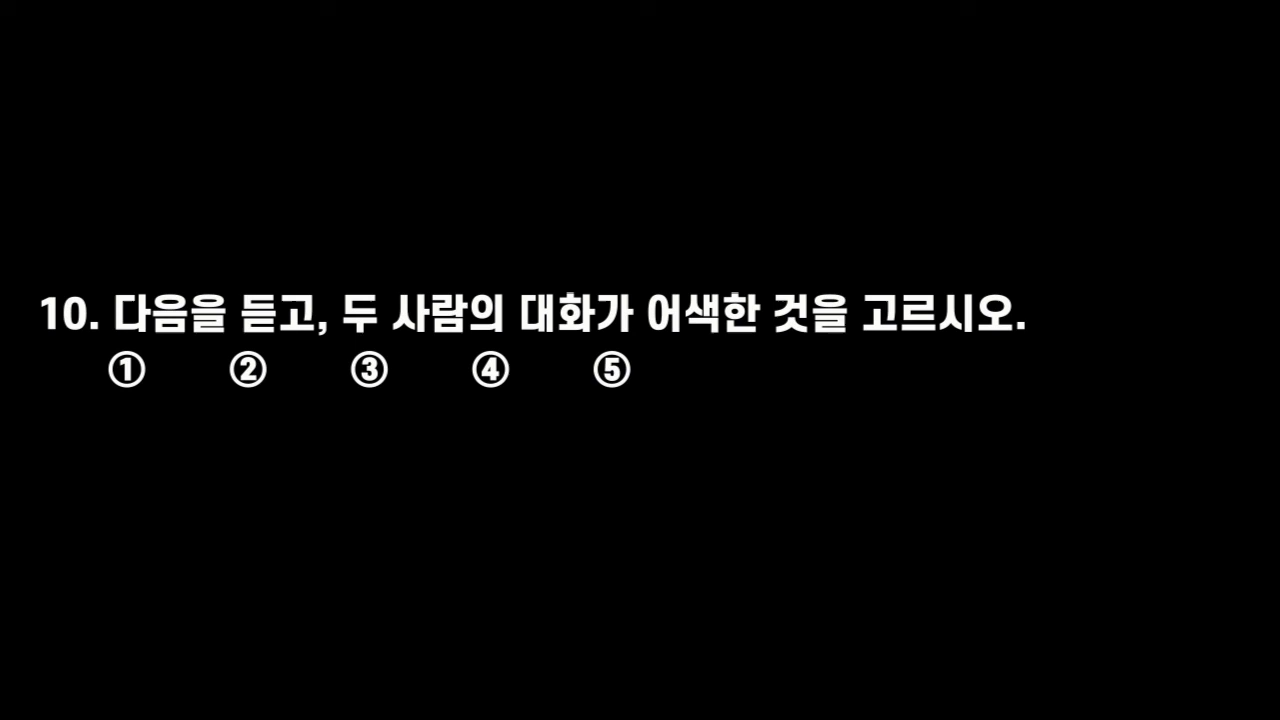 10. 다음을 듣고, 두 사람의 대화가 어색한 것을 고르시오.
① ② ③ ④ ⑤